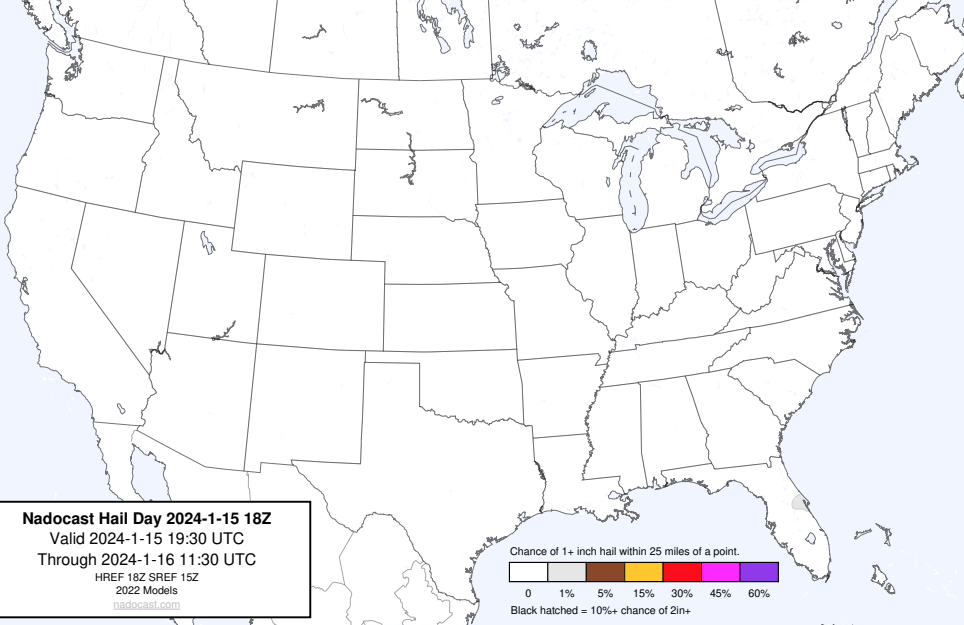 Nadocast Hail Day 2024-1-15 18Z
Valid 2024-1-15 19:30 UTC
Through 2024-1-16 11:30 UTC
HREF 18Z SREF 15Z
2022 Models
nadocast.com
Chance of 1+ inch hail within 25 miles of a point.
0 1% 5% 15% 30% 45% 60%
Black hatched = 10%+ chance of 2in+